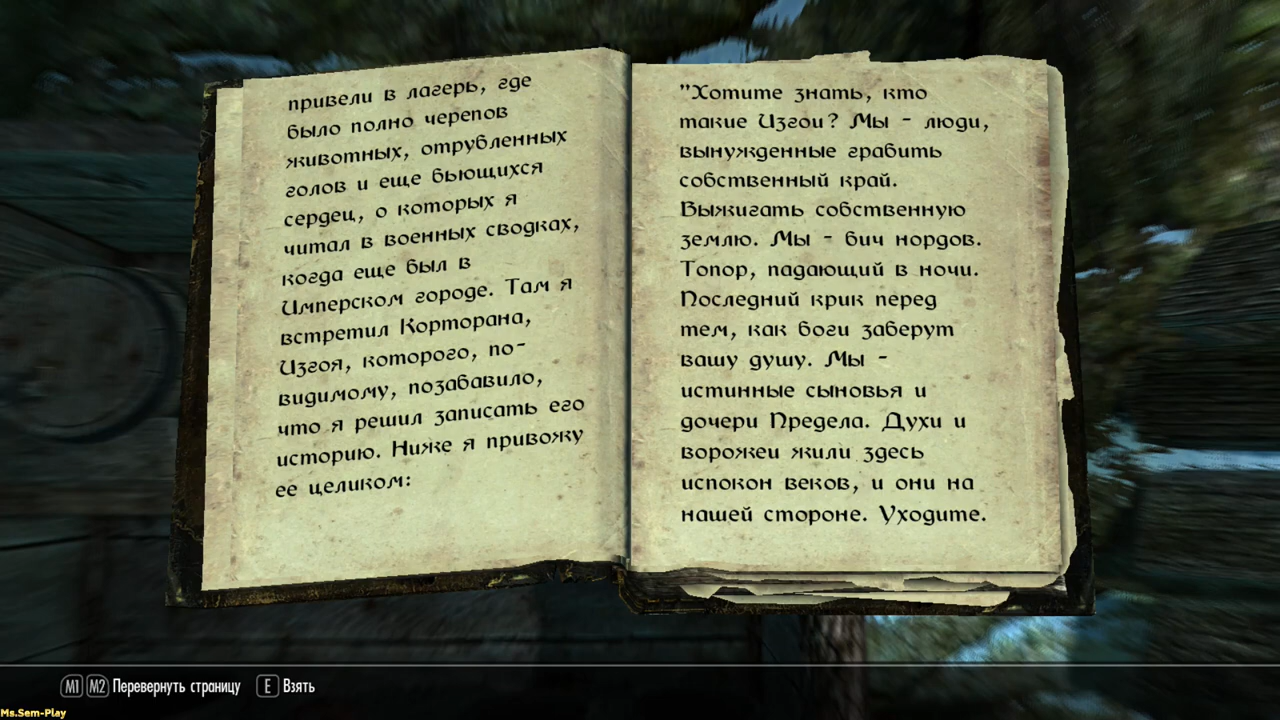 привели в лагерь, где
было полно черепов
животных, отрубленных
голов и еще бьющихся
сердец, о которых я
читал в военных сводках,
когда еще был в
Имперском городе. Там я
встретил Корторана,
Изгоя, которого, по-
видимому, позабавило,
что я решил записать его
историю. Ниже я привожу
ее целиком:
"Хотите знать, кто
такие Изгои? Мы - люди,
вынужденные грабить
собственный край.
Выжигать собственную
землю. Мы - бич нордов.
Топор, падающий в ночи.
Последний крик перед
тем, как боги заберут
вашу душу. Мы -
истинные сыновья и
дочери Предела. Духи и
ворожеи жили здесь
испокон веков, и они на
нашей стороне. Уходите.
M1 M2 Перевернуть страницу E Взять
Ms.Sem-Play